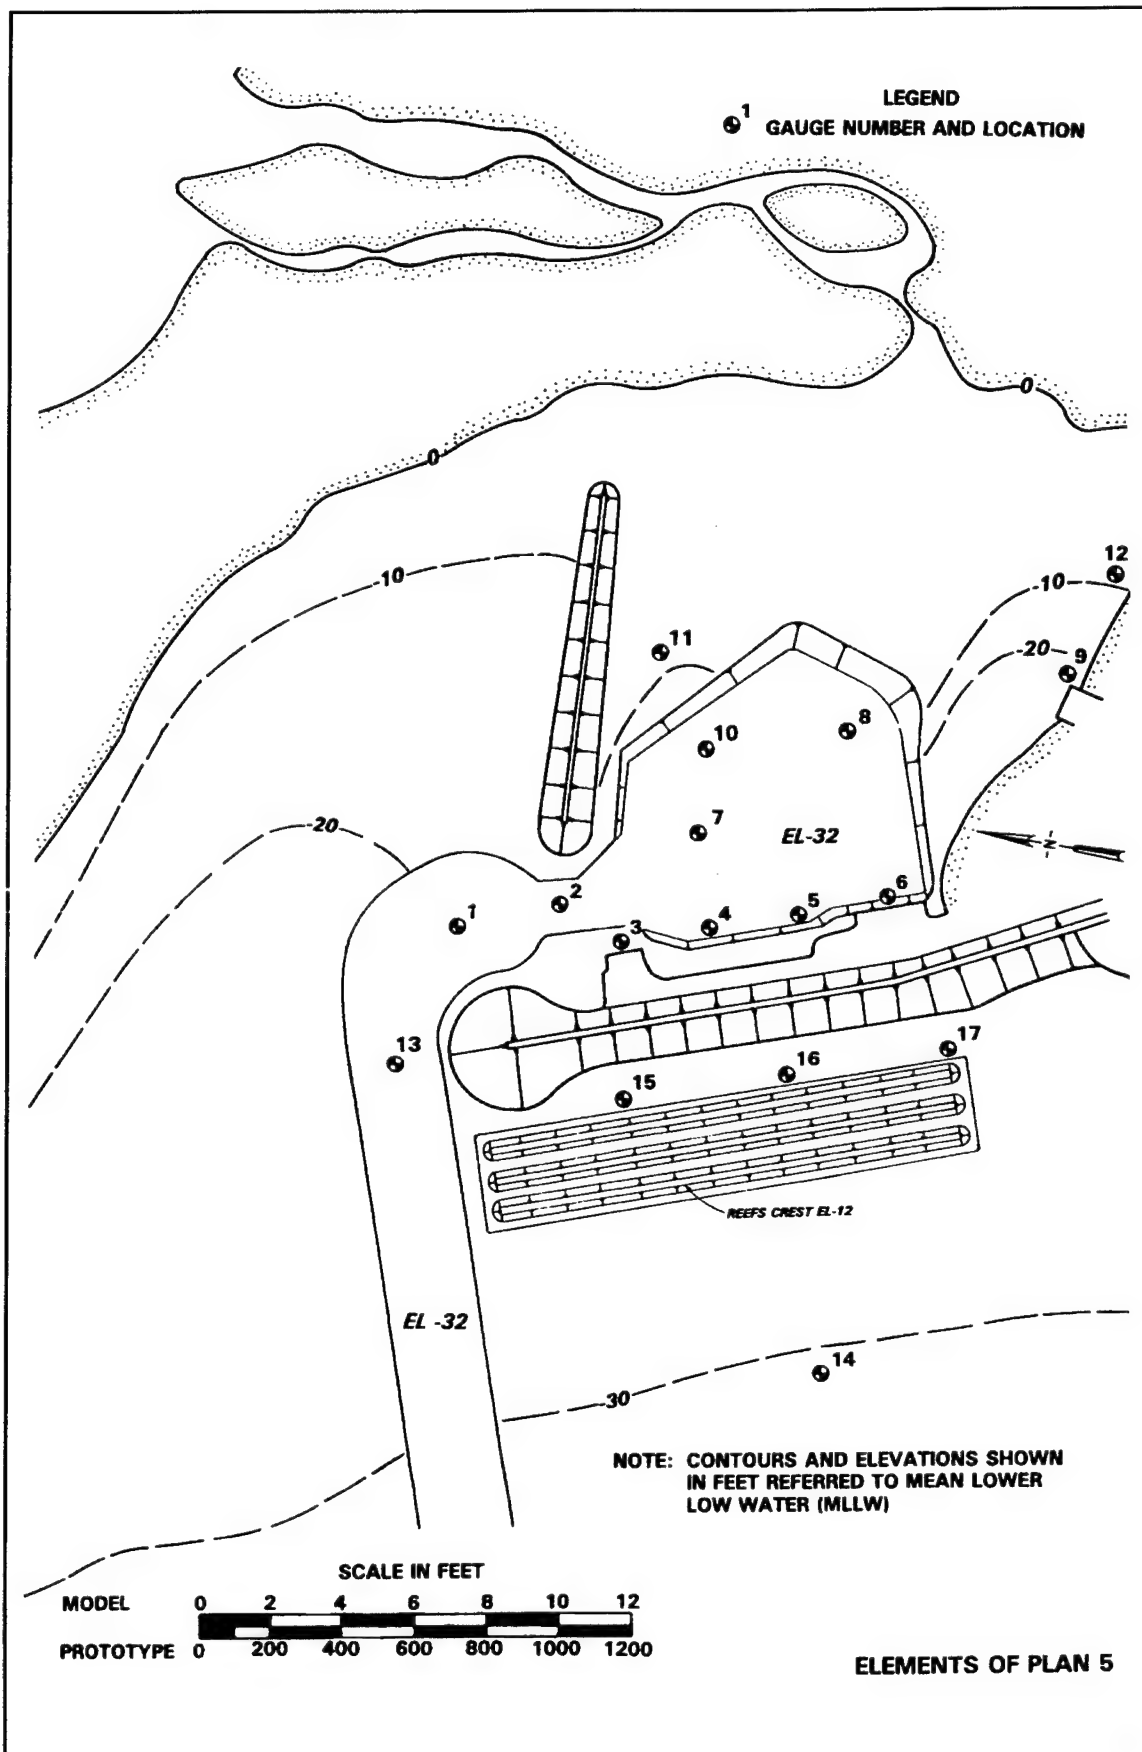 LEGEND
1
GAUGE NUMBER AND LOCATION
0
0
-10
12
-10
-20
9
11
8
10
7
EL-32
-20
N
6
5
2
4
1
3
17
16
13
15
REEFS CREST EL-12
EL -32
14
-30
NOTE: CONTOURS AND ELEVATIONS SHOWN
IN FEET REFERRED TO MEAN LOWER
LOW WATER (MLLW)
SCALE IN FEET
MODEL 0 2 4 6 8 10 12
PROTOTYPE 0 200 400 600 800 1000 1200
ELEMENTS OF PLAN 5